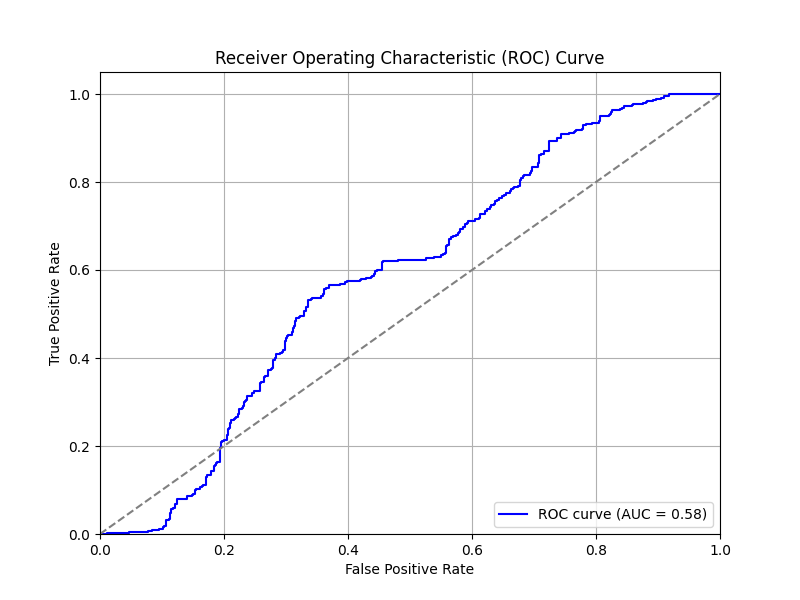 Receiver Operating Characteristic (ROC) Curve
True Positive Rate
1.0
0.8
0.6
0.4
0.2
0.0
0.0 0.2 0.4 0.6 0.8 1.0
False Positive Rate
ROC curve (AUC = 0.58)